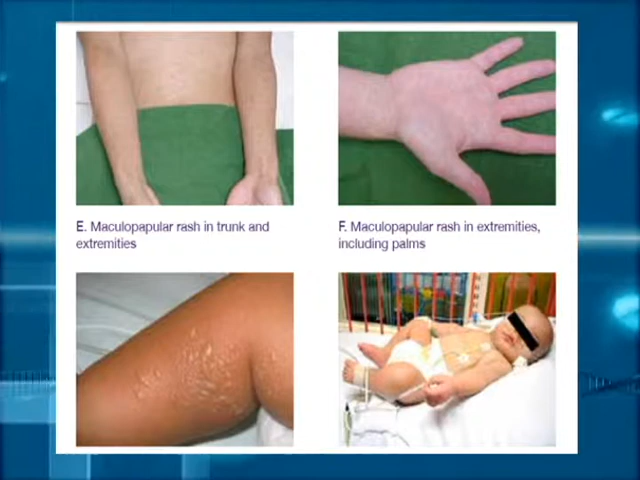 E. Maculopapular rash in trunk and
extremities
F. Maculopapular rash in extremities,
including palms